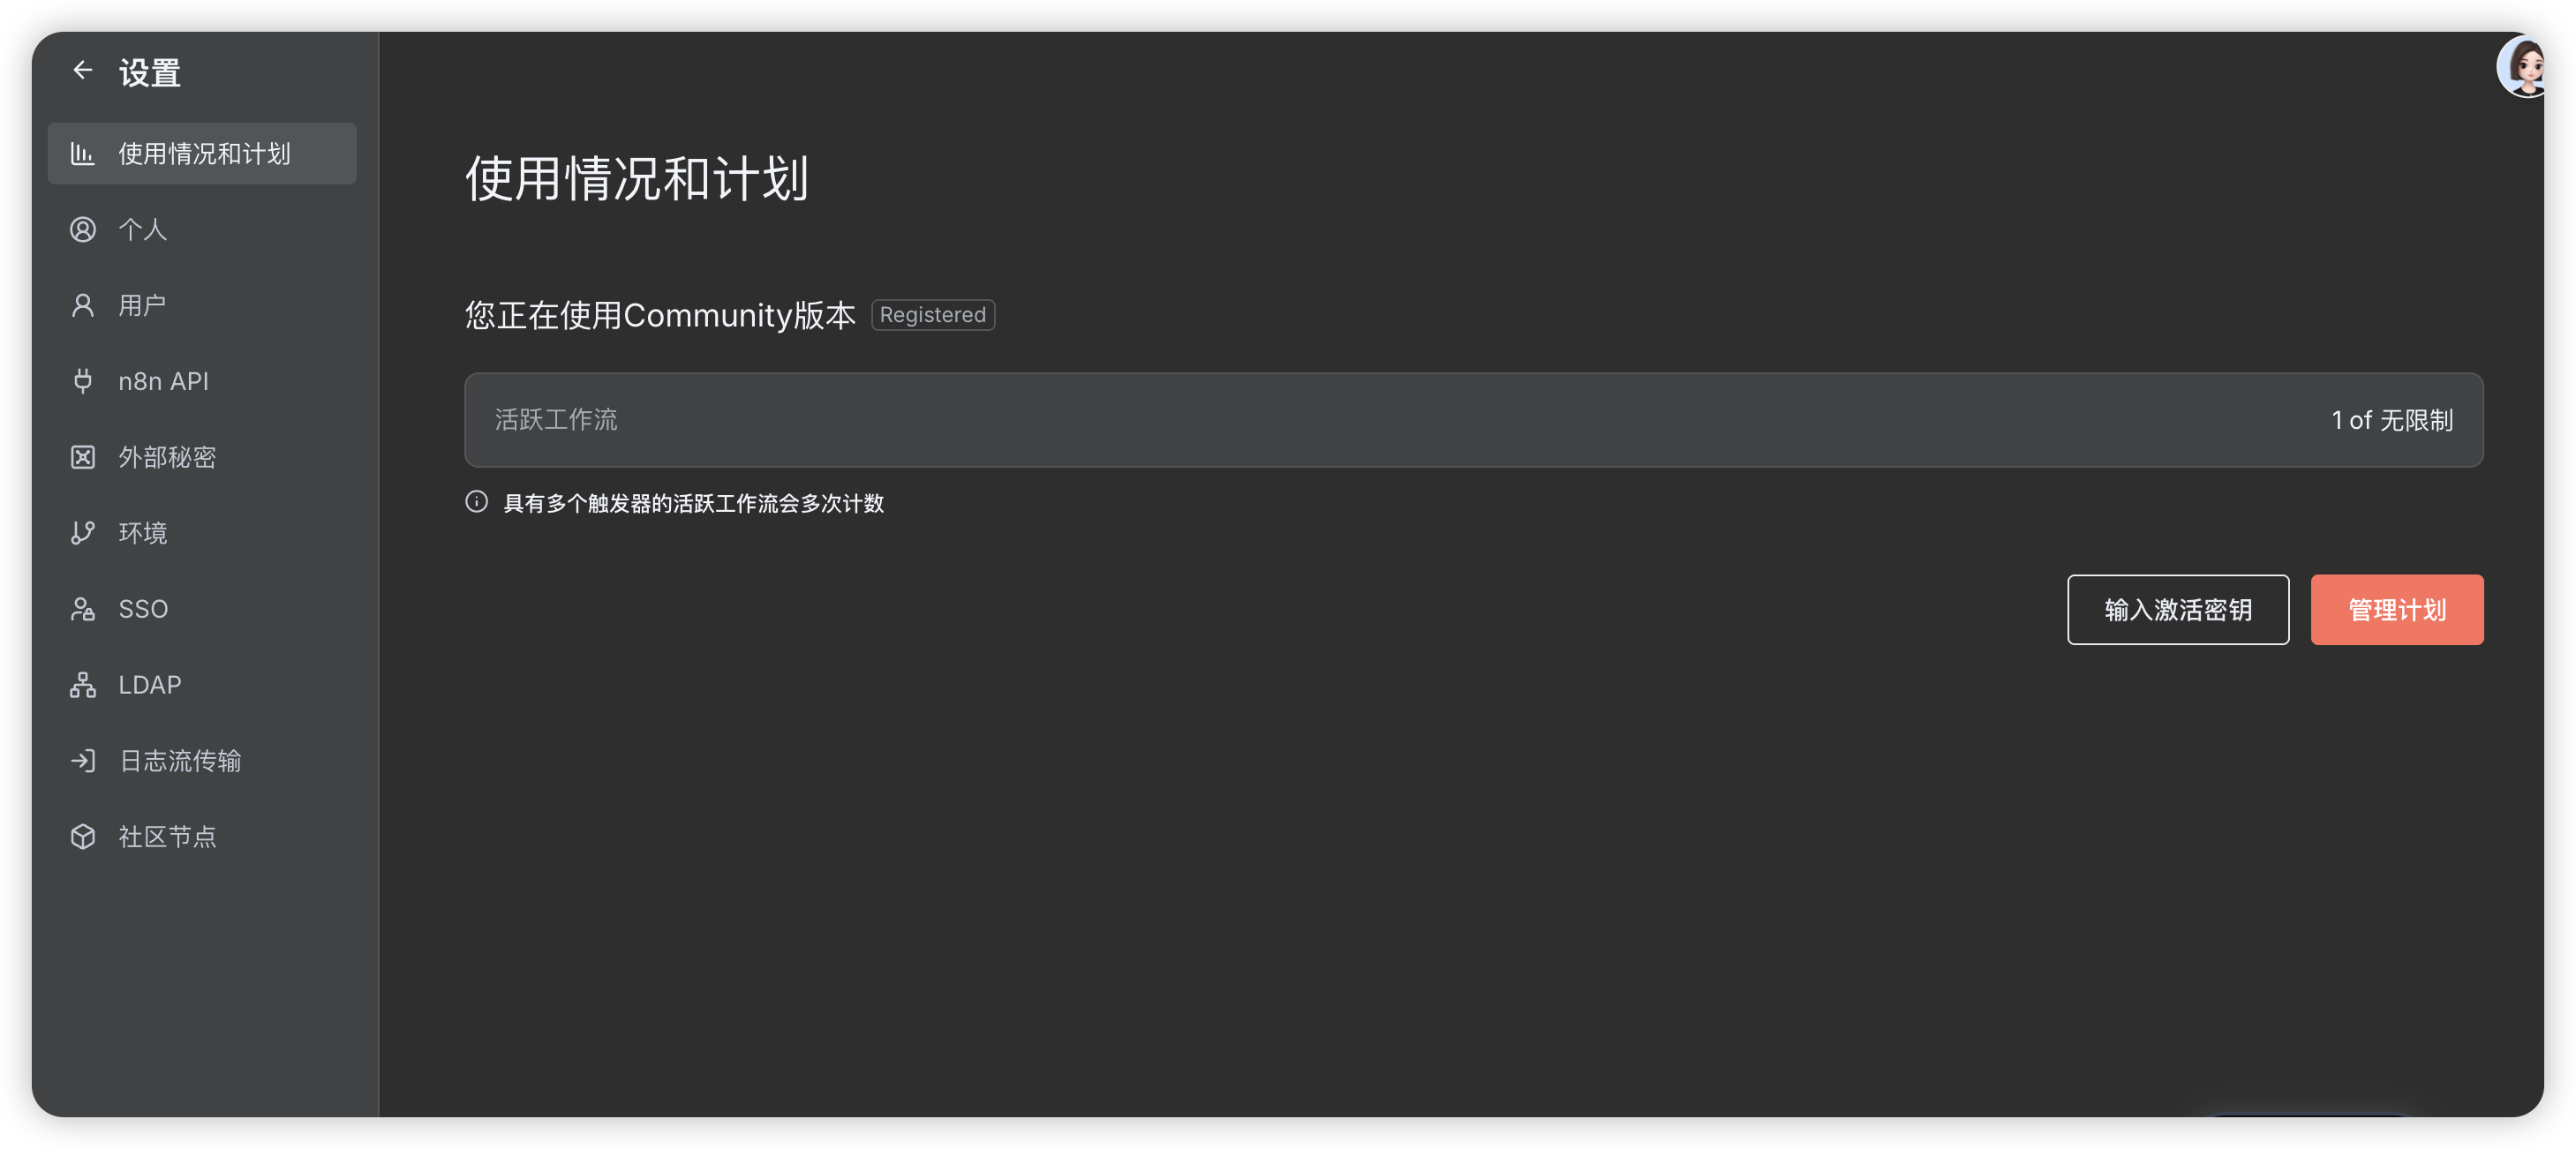 设置
使用情况和计划
个人
用户
n8n API
外部秘密
环境
SSO
LDAP
日志流传输
社区节点
使用情况和计划
您正在使用Community版本 Registered
活跃工作流 1 of 无限制
具有多个触发器的活跃工作流会多次计数
输入激活密钥 管理计划